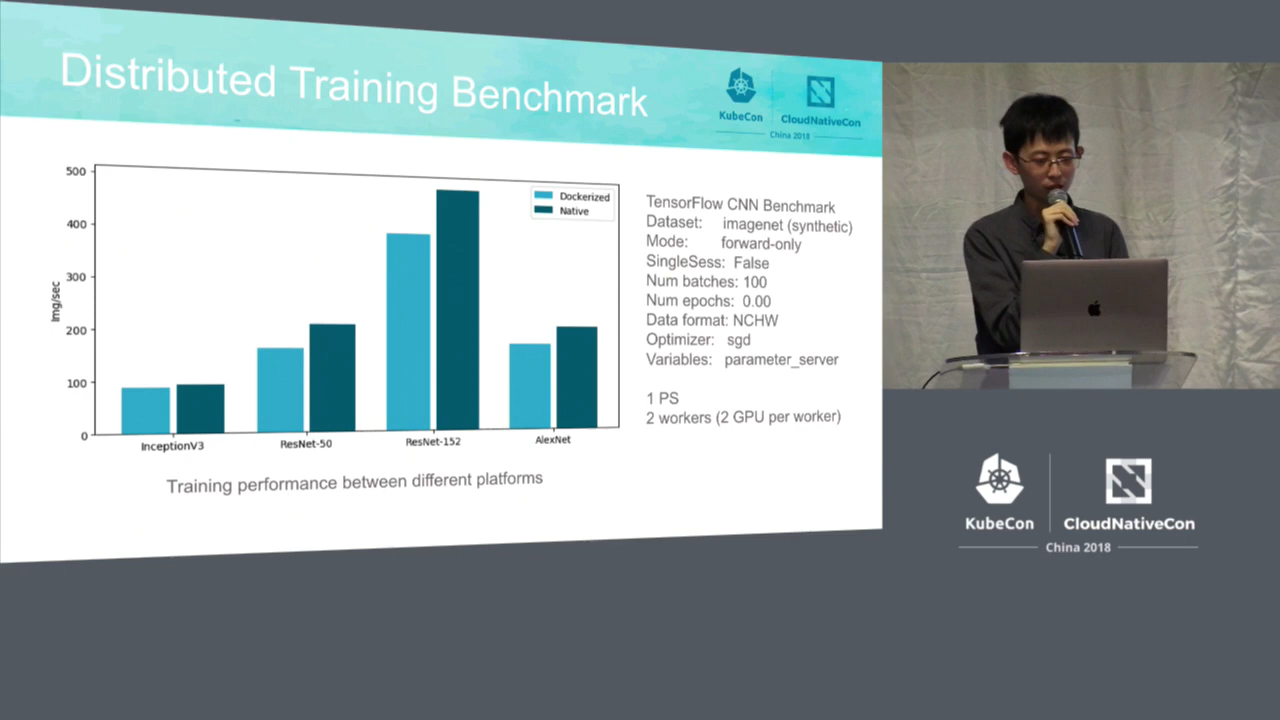 Distributed Training Benchmark
KubeCon
CloudNativeCon
China 2018
500
400
300
200
100
0
Img/sec
Dockerized
Native
InceptionV3
ResNet-50
ResNet-152
AlexNet
Training performance between different platforms
TensorFlow CNN Benchmark
Dataset: imagenet (synthetic)
Mode: forward-only
SingleSess: False
Num batches: 100
Num epochs: 0.00
Data format: NCHW
Optimizer: sgd
Variables: parameter_server
1 PS
2 workers (2 GPU per worker)
KubeCon
CloudNativeCon
China 2018